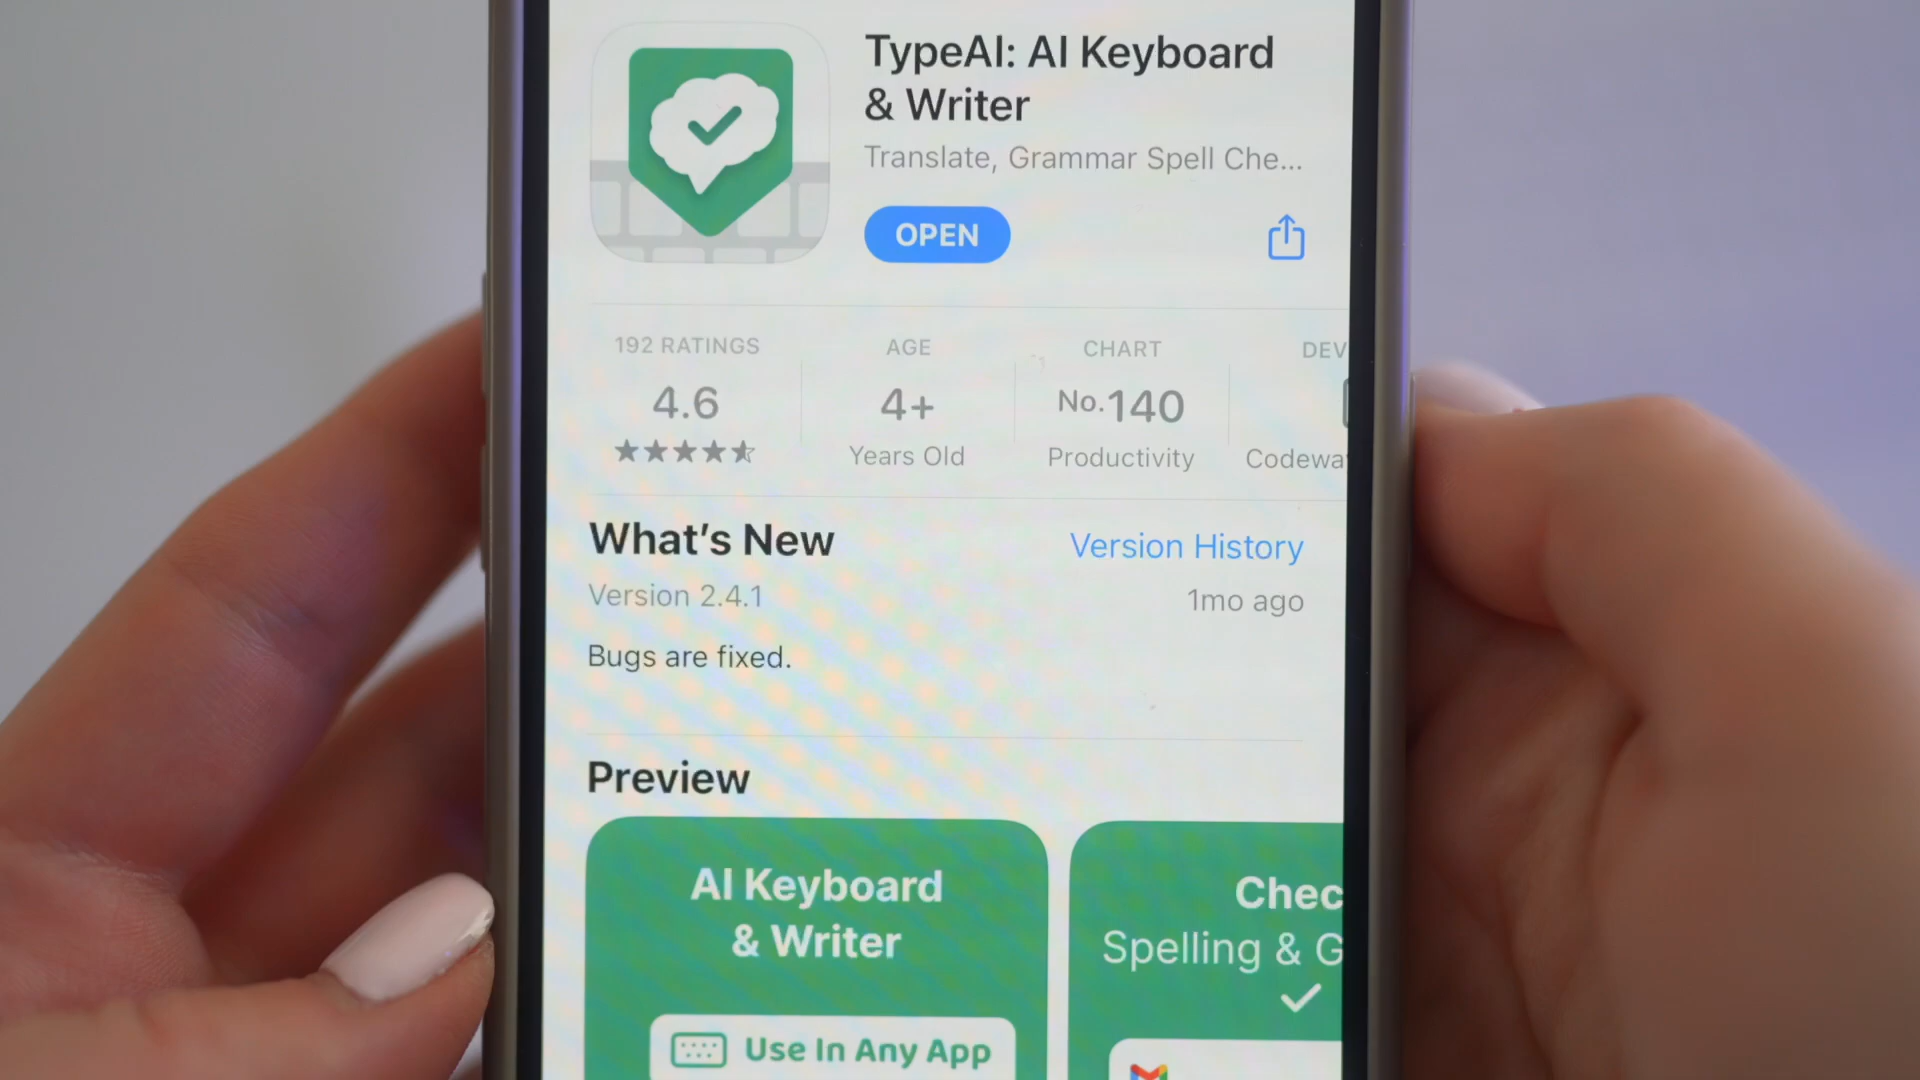 TypeAI: AI Keyboard
& Writer
Translate, Grammar Spell Che...
OPEN
192 RATINGS
4.6
AGE
4+
Years Old
CHART
No.140
Productivity
DEV
Codeway
What's New
Version History
Version 2.4.1
1mo ago
Bugs are fixed.
Preview
AI Keyboard
& Writer
Use In Any App
Chec
Spelling & G